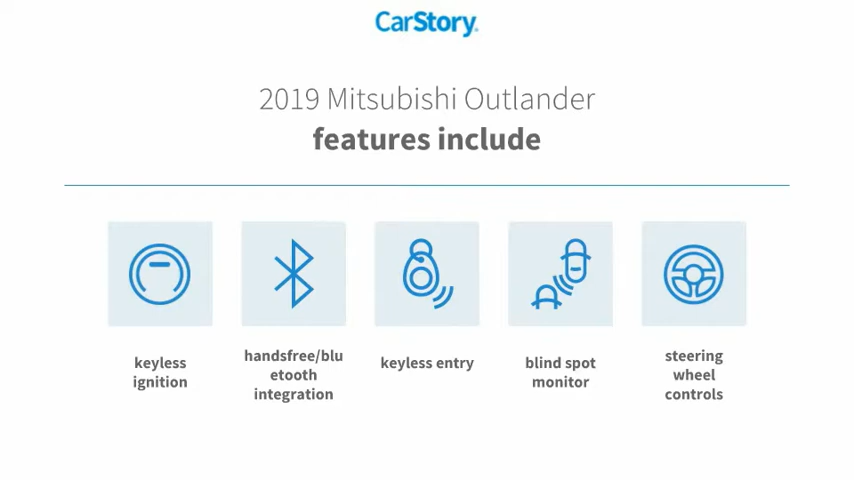 CarStory
2019 Mitsubishi Outlander
features include
keyless
ignition
handsfree/blu
etooth
integration
keyless entry
blind spot
monitor
steering
wheel
controls